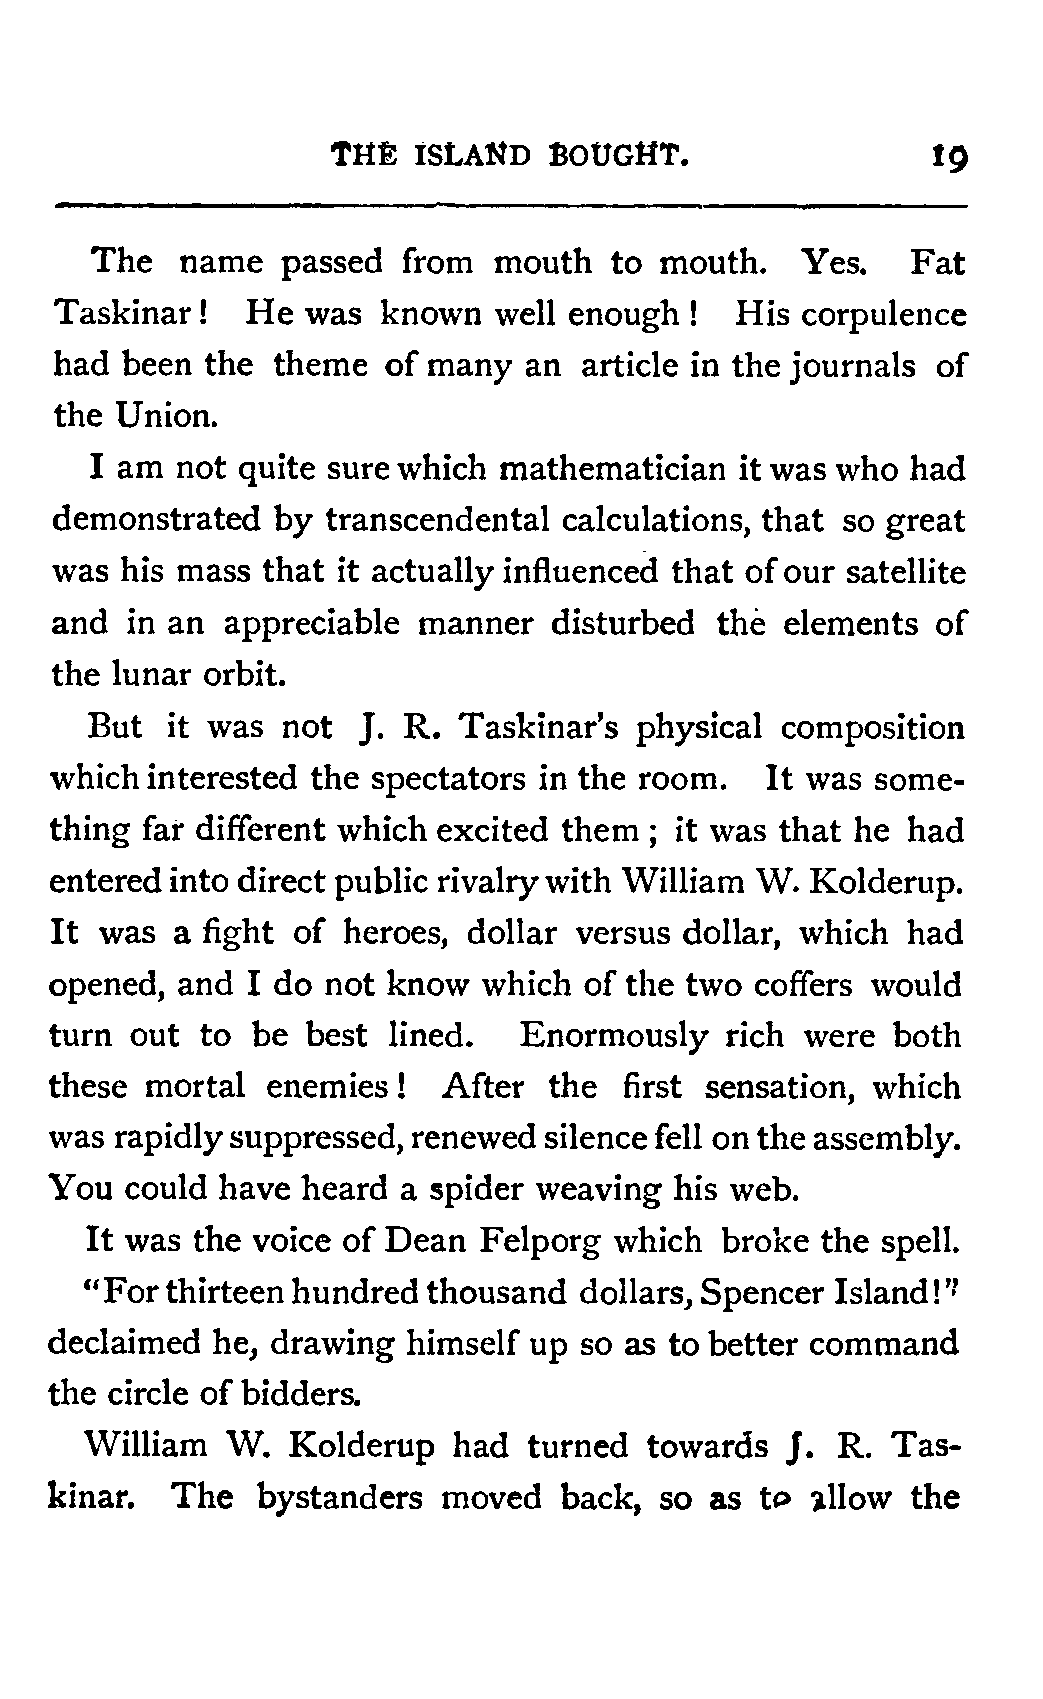 THE ISLAND BOUGHT. 19
The name passed from mouth to mouth. Yes. Fat
Taskinar! He was known well enough! His corpulence
had been the theme of many an article in the journals of
the Union.
I am not quite sure which mathematician it was who had
demonstrated by transcendental calculations, that so great
was his mass that it actually influenced that of our satellite
and in an appreciable manner disturbed the elements of
the lunar orbit.
But it was not J. R. Taskinar's physical composition
which interested the spectators in the room. It was some-
thing far different which excited them; it was that he had
entered into direct public rivalry with William W. Kolderup.
It was a fight of heroes, dollar versus dollar, which had
opened, and I do not know which of the two coffers would
turn out to be best lined. Enormously rich were both
these mortal enemies! After the first sensation, which
was rapidly suppressed, renewed silence fell on the assembly.
You could have heard a spider weaving his web.
It was the voice of Dean Felporg which broke the spell.
"For thirteen hundred thousand dollars, Spencer Island!"
declaimed he, drawing himself up so as to better command
the circle of bidders.
William W. Kolderup had turned towards J. R. Tas-
kinar. The bystanders moved back, so as to allow the